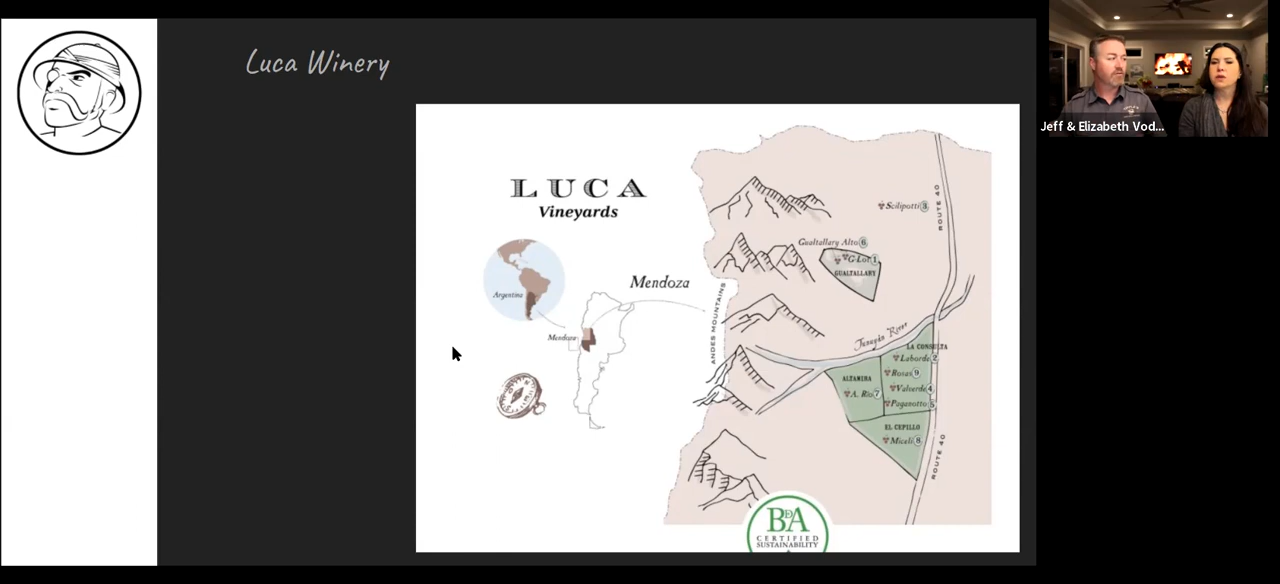 Luca Winery
Jeff & Elizabeth Vod...
LUCA
Vineyards
Argentina
Mendoza
Mendoza
ANDES MOUNTAINS
ROUTE 40
Scilipotti 3
Gualtallary Alto 6
G Lot 1
GUALTALLARY
LA CONSULTA
Laborde 2
Rosas 9
Valverde 4
Paganotto 5
ALTAMIRA
A. Rio 7
EL CEPILLO
Miceli 8
ROUTE 40
BdA
CERTIFIED
SUSTAINABILITY